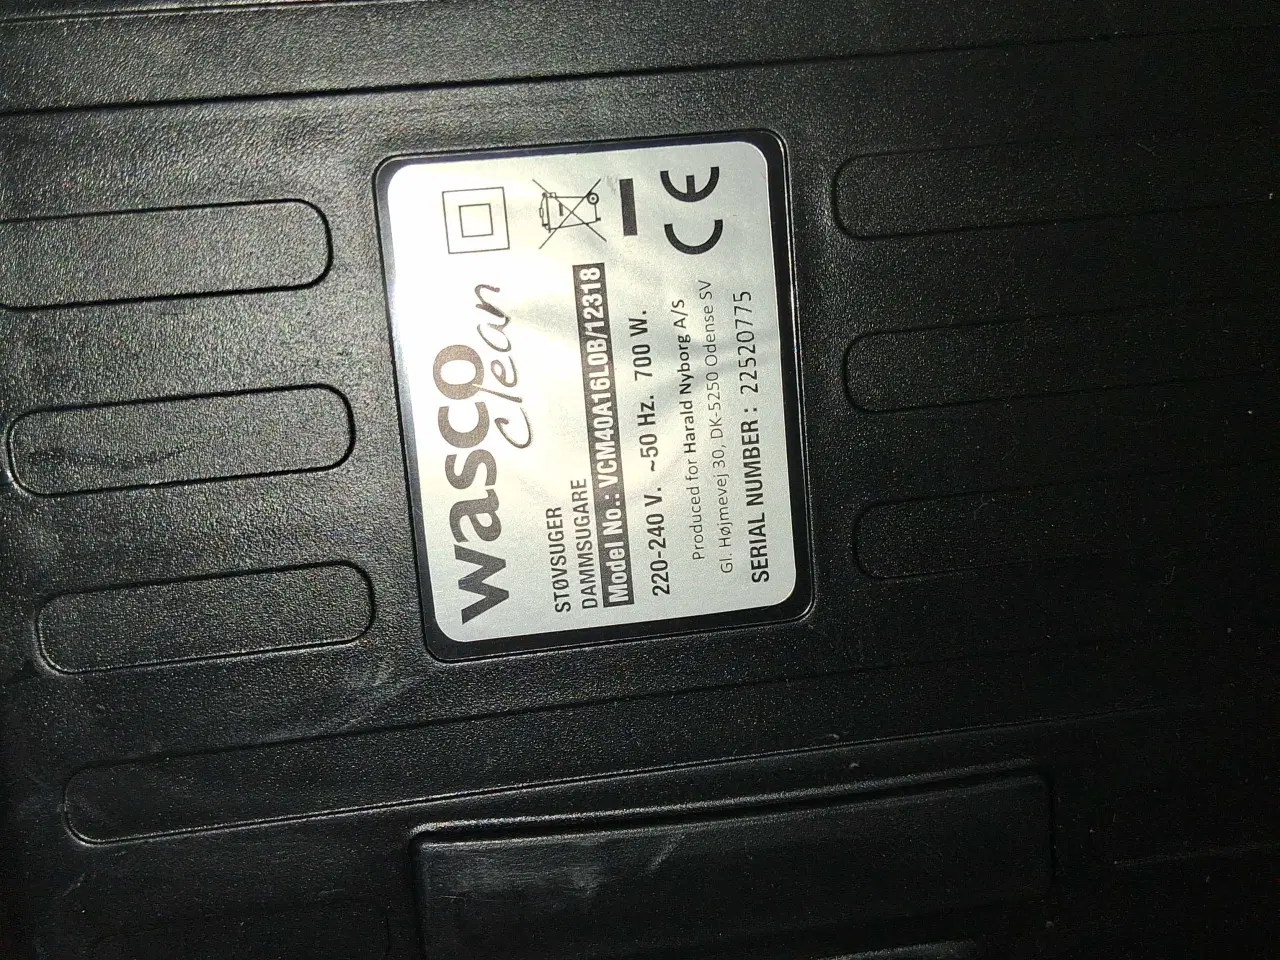 wasco
clean
STØVSUGER
DAMMSUGARE
Model No.: VCM40A16L0B/12318
220-240 V. ~50 Hz. 700 W.
Produced for Harald Nyborg A/S
Gl. Højmevej 30, DK-5250 Odense SV
SERIAL NUMBER: 22520775
CE